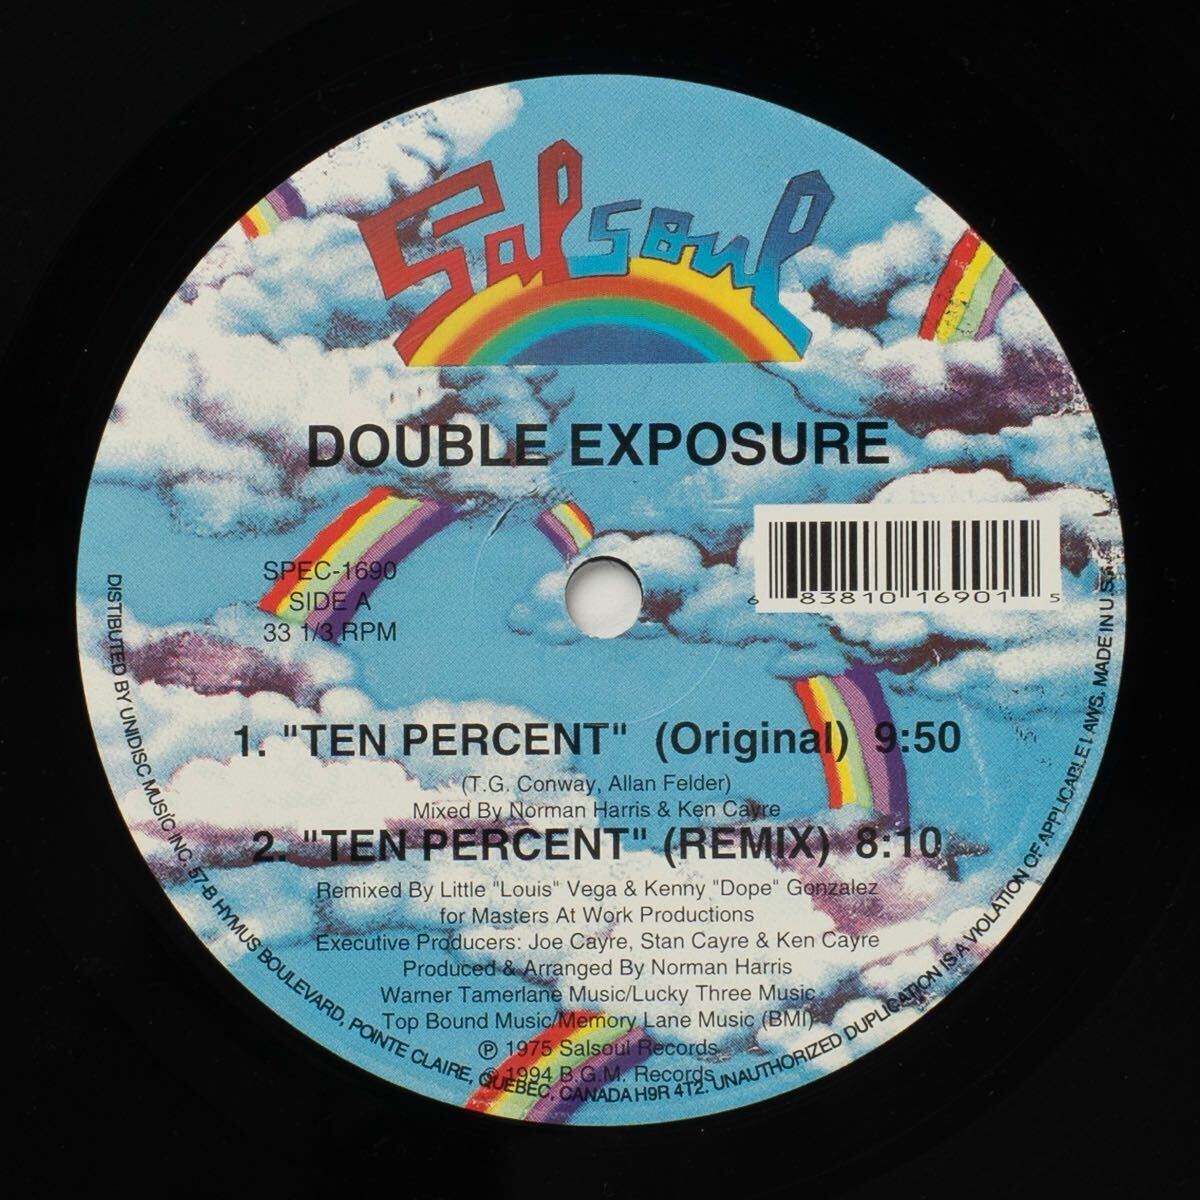 Salsoul
DOUBLE EXPOSURE
SPEC-1690
SIDE A
33 1/3 RPM
6 83810 16901 5
1. "TEN PERCENT" (Original) 9:50
(T.G. Conway, Allan Felder)
Mixed By Norman Harris & Ken Cayre
2. "TEN PERCENT" (REMIX) 8:10
Remixed By Little "Louis" Vega & Kenny "Dope" Gonzalez
for Masters At Work Productions
Executive Producers: Joe Cayre, Stan Cayre & Ken Cayre
Produced & Arranged By Norman Harris
Warner Tamerlane Music/Lucky Three Music
Top Bound Music/Memory Lane Music (BMI)
℗ 1975 Salsoul Records
© 1994 B.G.M. Records
DISTIBUTED BY UNIDISC MUSIC INC. 57-B HYMUS BOULEVARD, POINTE CLAIRE, QUEBEC, CANADA H9R 4T2. UNAUTHORIZED DUPLICATION IS A VIOLATION OF APPLICABLE LAWS. MADE IN U.S.A.